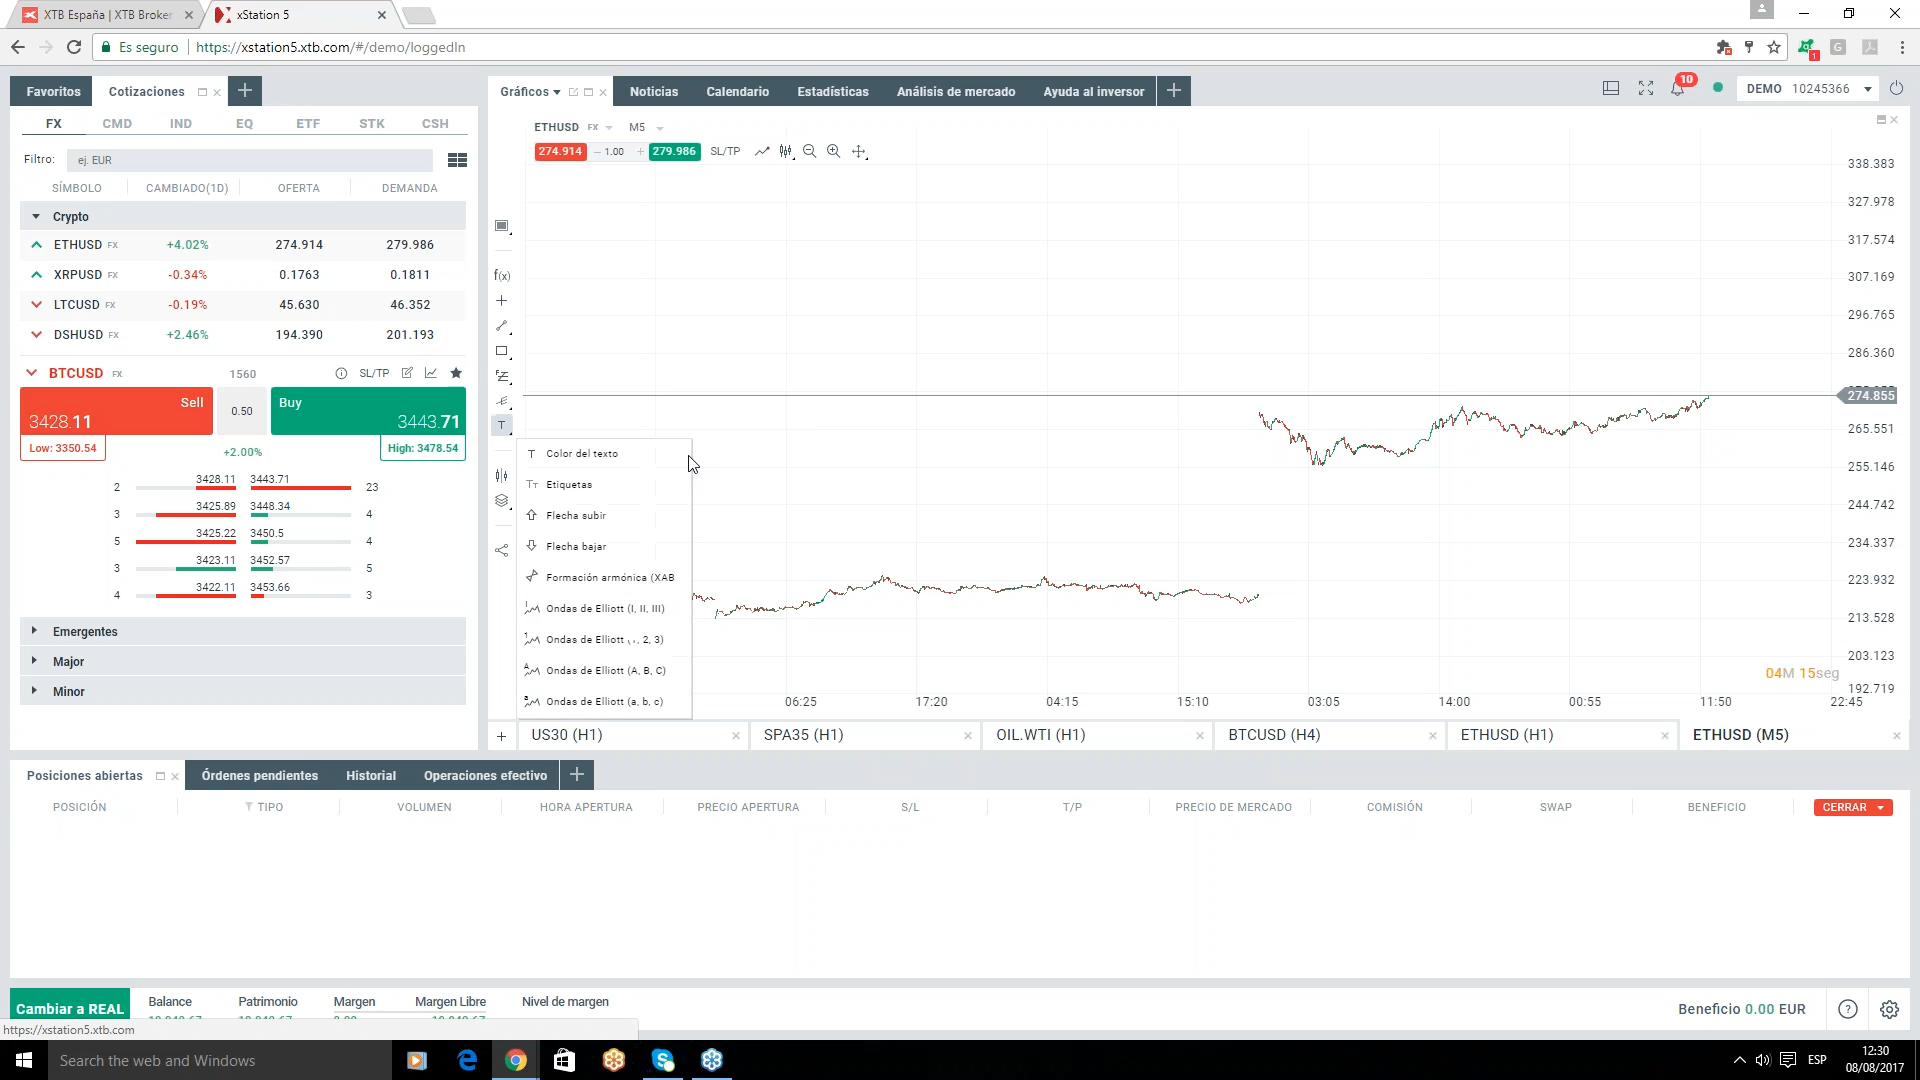 XTB España | XTB Broker
xStation 5
Es seguro
https://xstation5.xtb.com/#/demo/loggedIn
1
G
Favoritos
Cotizaciones
FX
CMD
IND
EQ
ETF
STK
CSH
Filtro:
ej. EUR
SÍMBOLO
CAMBIADO(1D)
OFERTA
DEMANDA
Crypto
ETHUSD FX +4.02% 274.914 279.986
XRPUSD FX -0.34% 0.1763 0.1811
LTCUSD FX -0.19% 45.630 46.352
DSHUSD FX +2.46% 194.390 201.193
BTCUSD FX 1560 SL/TP
Sell
3428.11
0.50
Buy
3443.71
Low: 3350.54
+2.00%
High: 3478.54
2 3428.11 3443.71 23
3 3425.89 3448.34 4
5 3425.22 3450.5 4
3 3423.11 3452.57 5
4 3422.11 3453.66 3
Emergentes
Major
Minor
Gráficos
Noticias
Calendario
Estadísticas
Análisis de mercado
Ayuda al inversor
10
DEMO 10245366
ETHUSD FX M5
274.914 – 1.00 + 279.986 SL/TP
f(x)
T
T Color del texto
Etiquetas
Flecha subir
Flecha bajar
Formación armónica (XAB
Ondas de Elliott (I, II, III)
Ondas de Elliott , 2, 3)
Ondas de Elliott (A, B, C)
Ondas de Elliott (a, b, c)
338.383
327.978
317.574
307.169
296.765
286.360
274.855
265.551
255.146
244.742
234.337
223.932
213.528
203.123
192.719
04M 15seg
06:25
17:20
04:15
15:10
03:05
14:00
00:55
11:50
22:45
US30 (H1)
SPA35 (H1)
OIL.WTI (H1)
BTCUSD (H4)
ETHUSD (H1)
ETHUSD (M5)
Posiciones abiertas
Órdenes pendientes
Historial
Operaciones efectivo
POSICIÓN
TIPO
VOLUMEN
HORA APERTURA
PRECIO APERTURA
S/L
T/P
PRECIO DE MERCADO
COMISIÓN
SWAP
BENEFICIO
CERRAR
Cambiar a REAL
Balance
Patrimonio
Margen
Margen Libre
Nivel de margen
Beneficio 0.00 EUR
https://xstation5.xtb.com
Search the web and Windows
ESP
12:30
08/08/2017